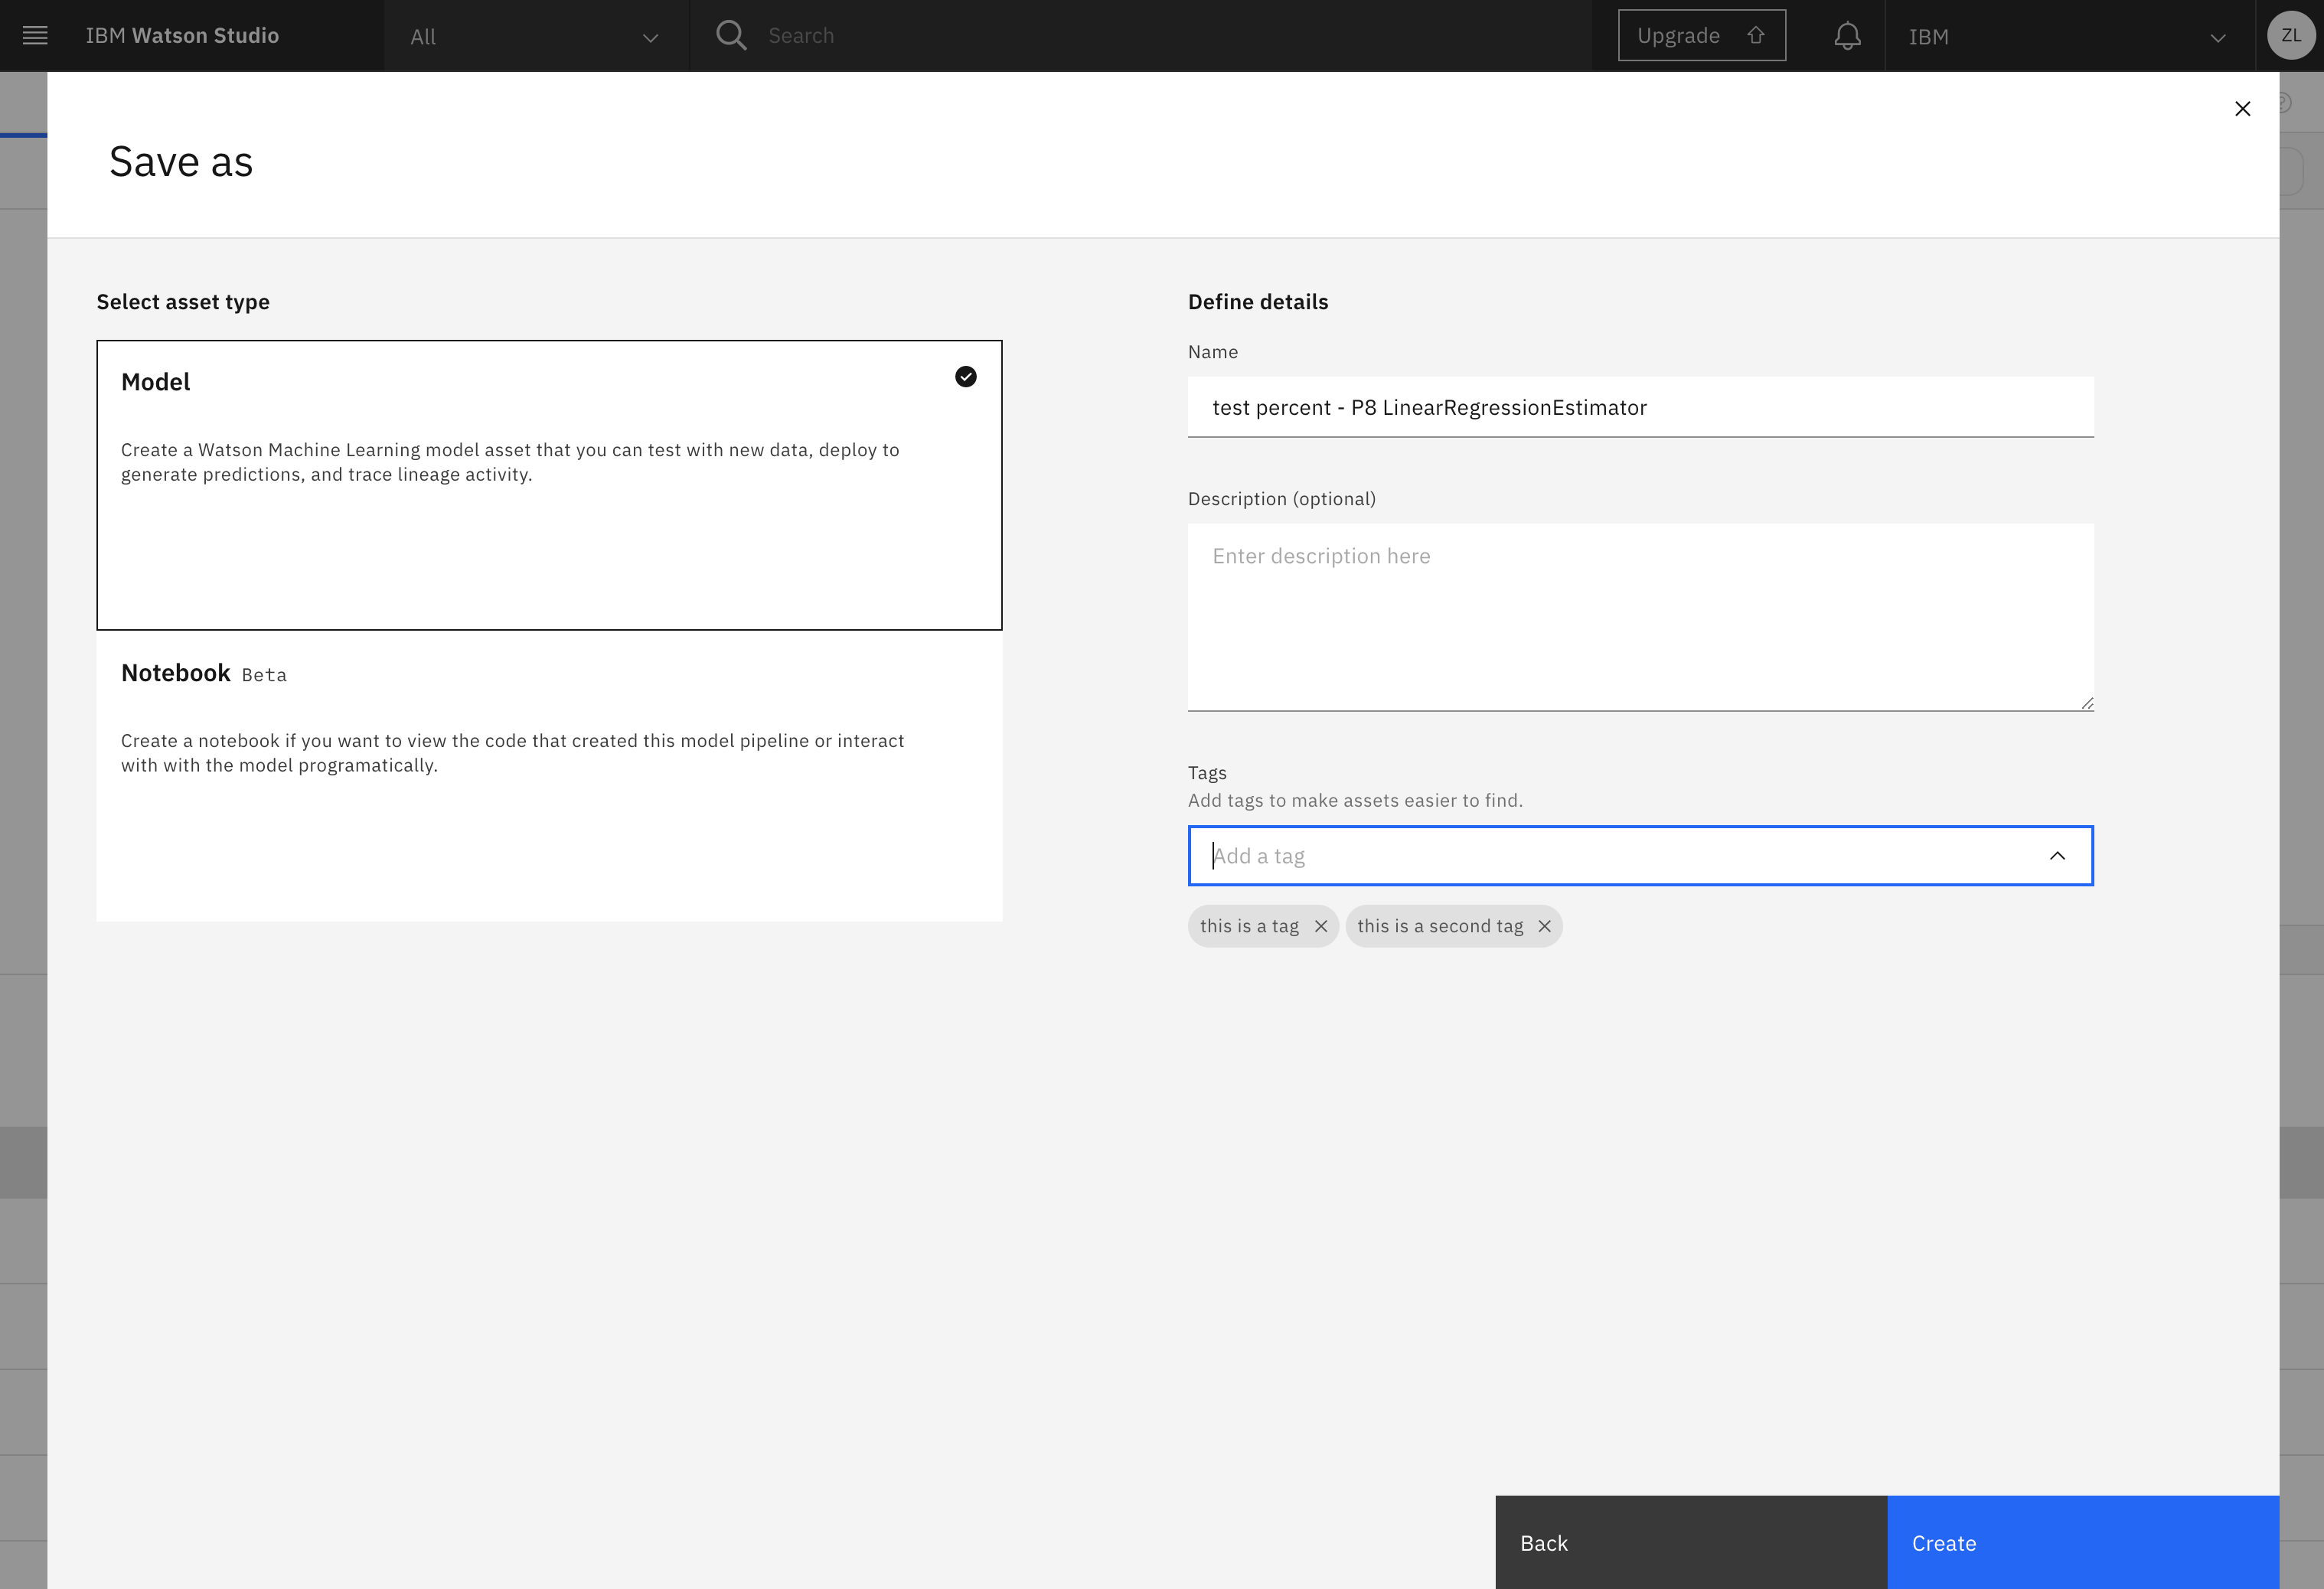 IBM Watson Studio
All
Search
Upgrade
IBM
ZL
Save as
Select asset type
Model
Create a Watson Machine Learning model asset that you can test with new data, deploy to
generate predictions, and trace lineage activity.
Notebook Beta
Create a notebook if you want to view the code that created this model pipeline or interact
with with the model programatically.
Define details
Name
test percent - P8 LinearRegressionEstimator
Description (optional)
Enter description here
Tags
Add tags to make assets easier to find.
Add a tag
this is a tag
this is a second tag
Back
Create